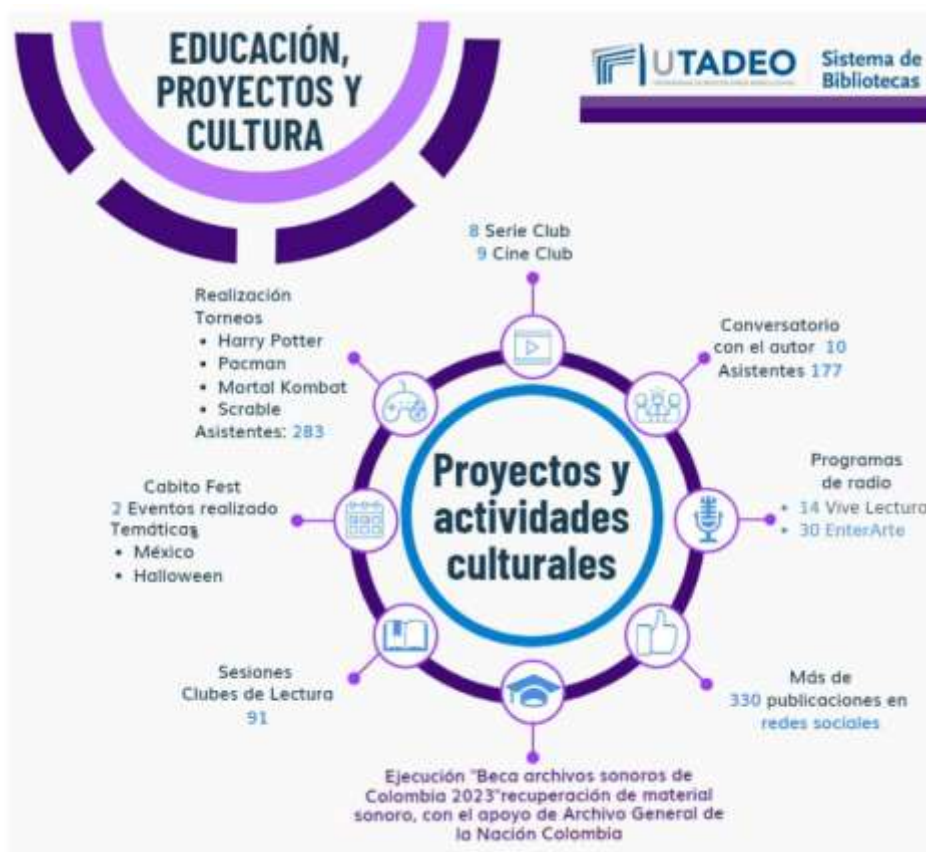 EDUCACIÓN,
PROYECTOS Y
CULTURA
UTADEO
Sistema de
Bibliotecas
8 Serie Club
9 Cine Club
Realización
Torneos
• Harry Potter
• Pacman
• Mortal Kombat
• Scrable
Asistentes: 283
Conversatorio
con el autor 10
Asistentes 177
Cabito Fest
2 Eventos realizado
Temáticas
• México
• Halloween
Proyectos y
actividades
culturales
Programas
de radio
• 14 Vive Lectura
• 30 EnterArte
Sesiones
Clubes de Lectura
91
Más de
330 publicaciones en
redes sociales
Ejecución "Beca archivos sonoros de
Colombia 2023"recuperación de material
sonoro, con el apoyo de Archivo General de
la Nación Colombia